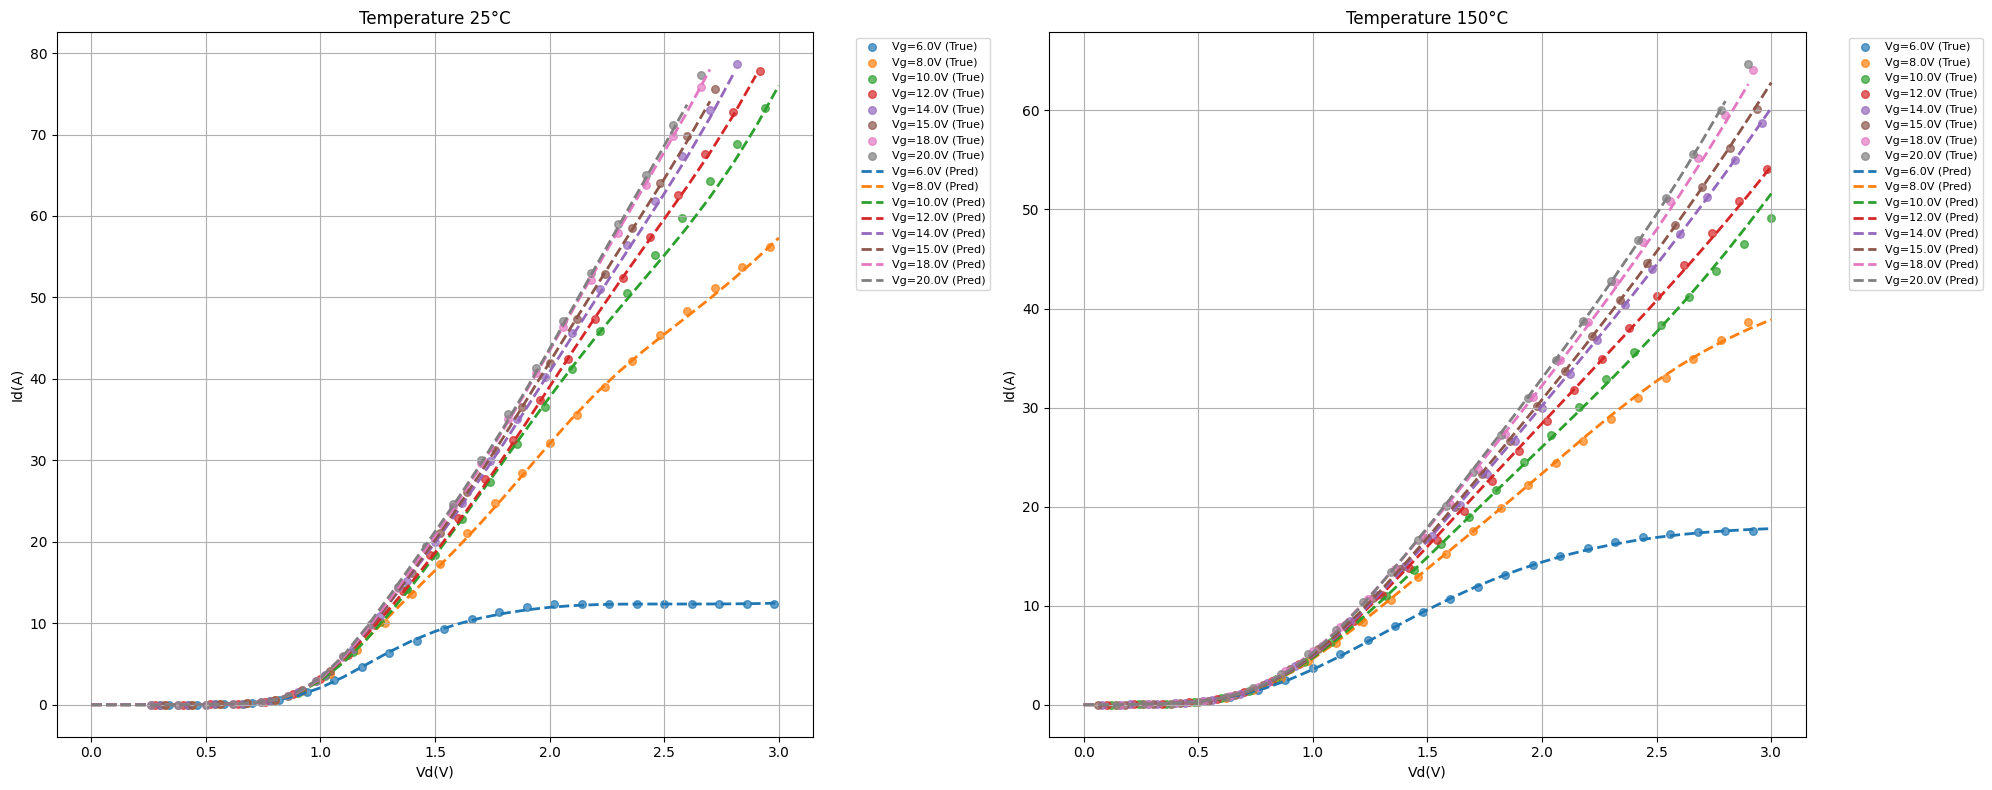 Temperature 25°C
80
70
60
50
40
30
20
10
0
Id(A)
0.0 0.5 1.0 1.5 2.0 2.5 3.0
Vd(V)
Vg=6.0V (True)
Vg=8.0V (True)
Vg=10.0V (True)
Vg=12.0V (True)
Vg=14.0V (True)
Vg=15.0V (True)
Vg=18.0V (True)
Vg=20.0V (True)
Vg=6.0V (Pred)
Vg=8.0V (Pred)
Vg=10.0V (Pred)
Vg=12.0V (Pred)
Vg=14.0V (Pred)
Vg=15.0V (Pred)
Vg=18.0V (Pred)
Vg=20.0V (Pred)
Temperature 150°C
60
50
40
30
20
10
0
Id(A)
0.0 0.5 1.0 1.5 2.0 2.5 3.0
Vd(V)
Vg=6.0V (True)
Vg=8.0V (True)
Vg=10.0V (True)
Vg=12.0V (True)
Vg=14.0V (True)
Vg=15.0V (True)
Vg=18.0V (True)
Vg=20.0V (True)
Vg=6.0V (Pred)
Vg=8.0V (Pred)
Vg=10.0V (Pred)
Vg=12.0V (Pred)
Vg=14.0V (Pred)
Vg=15.0V (Pred)
Vg=18.0V (Pred)
Vg=20.0V (Pred)